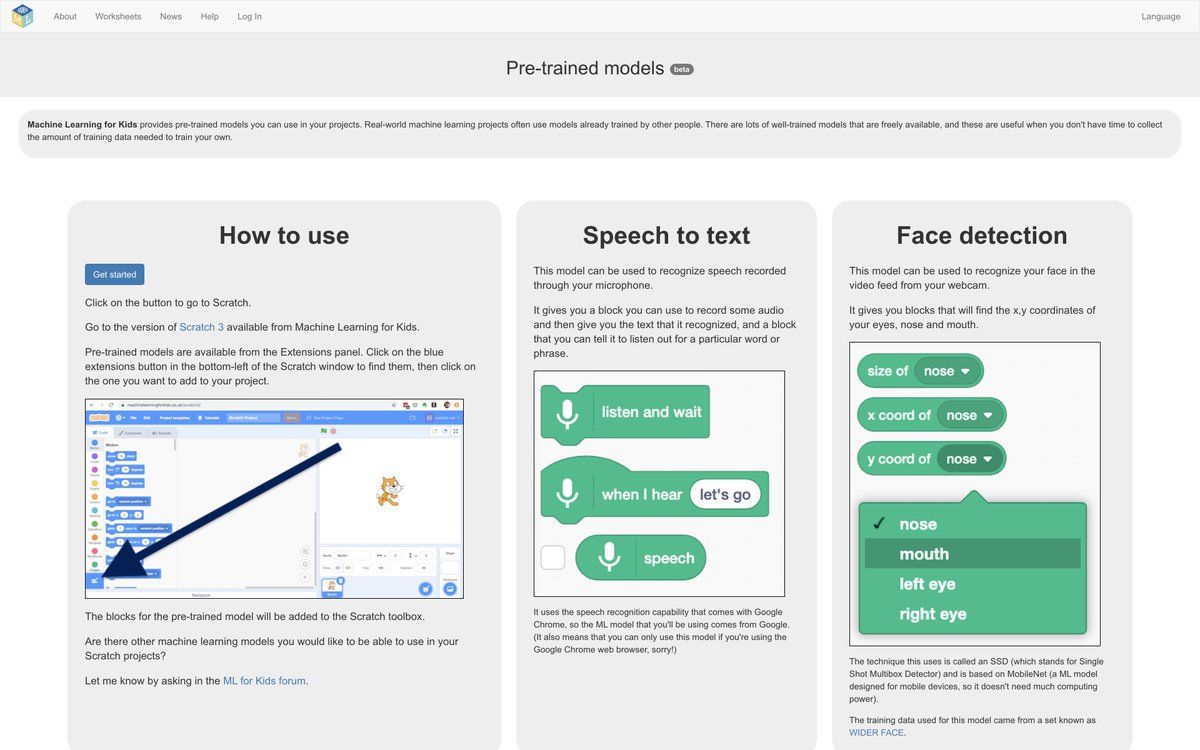 ML
About
Worksheets
News
Help
Log In
Language
Pre-trained models beta
Machine Learning for Kids provides pre-trained models you can use in your projects. Real-world machine learning projects often use models already trained by other people. There are lots of well-trained models that are freely available, and these are useful when you don't have time to collect
the amount of training data needed to train your own.
How to use
Get started
Click on the button to go to Scratch.
Go to the version of Scratch 3 available from Machine Learning for Kids.
Pre-trained models are available from the Extensions panel. Click on the blue
extensions button in the bottom-left of the Scratch window to find them, then click on
the one you want to add to your project.
Motion
Backpack
The blocks for the pre-trained model will be added to the Scratch toolbox.
Are there other machine learning models you would like to be able to use in your
Scratch projects?
Let me know by asking in the ML for Kids forum.
Speech to text
This model can be used to recognize speech recorded
through your microphone.
It gives you a block you can use to record some audio
and then give you the text that it recognized, and a block
that you can tell it to listen out for a particular word or
phrase.
listen and wait
when I hear let's go
speech
It uses the speech recognition capability that comes with Google
Chrome, so the ML model that you'll be using comes from Google.
(It also means that you can only use this model if you're using the
Google Chrome web browser, sorry!)
Face detection
This model can be used to recognize your face in the
video feed from your webcam.
It gives you blocks that will find the x,y coordinates of
your eyes, nose and mouth.
size of nose
x coord of nose
y coord of nose
✓ nose
mouth
left eye
right eye
The technique this uses is called an SSD (which stands for Single
Shot Multibox Detector) and is based on MobileNet (a ML model
designed for mobile devices, so it doesn't need much computing
power).
The training data used for this model came from a set known as
WIDER FACE.